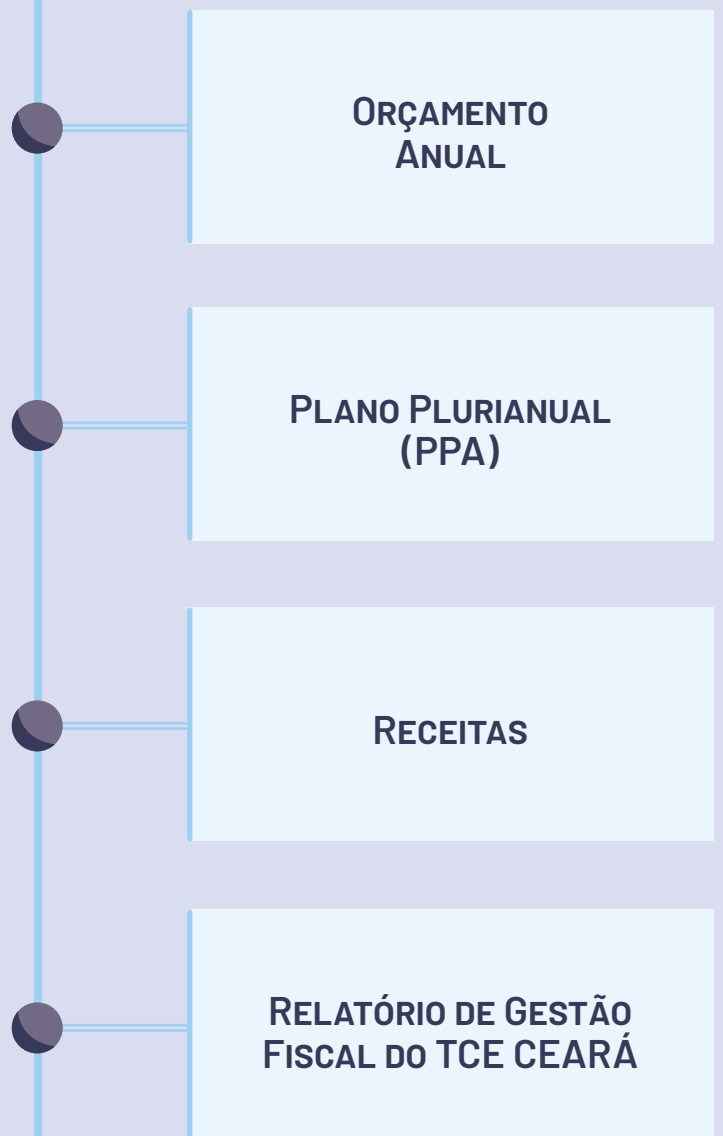 Orçamento
Anual
Plano Plurianual
(PPA)
Receitas
Relatório de Gestão
Fiscal do TCE CEARÁ